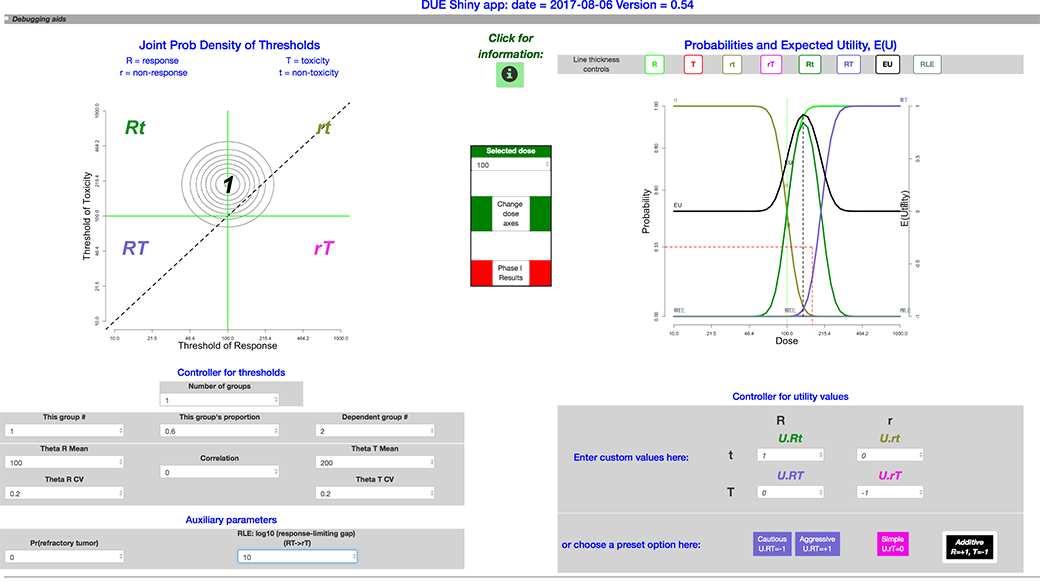 DUE Shiny app: date = 2017-08-06 Version = 0.54
Debugging aids
Joint Prob Density of Thresholds
R = response T = toxicity
r = non-response t = non-toxicity
Rt
rt
1
RT
rT
Threshold of Toxicity
1000.0
464.2
215.4
100.0
46.4
21.5
10.0
10.0 21.5 46.4 100.0 215.4 464.2 1000.0
Threshold of Response
Click for
information:
Selected dose
100
Change
dose
axes
Phase I
Results
Probabilities and Expected Utility, E(U)
Line thickness
controls
R T rt rT Rt RT EU RLE
rt
RT
EU
EU
Probability
1.00
0.80
0.60
0.33
0.00
E(Utility)
1
0.5
0
-0.5
-1
10.0 21.5 46.4 100.0 215.4 464.2 1000.0
Dose
Controller for thresholds
Number of groups
1
This group # This group's proportion Dependent group #
1 0.6 2
Theta R Mean Correlation Theta T Mean
100 0 200
Theta R CV Theta T CV
0.2 0.2
Auxiliary parameters
Pr(refractory tumor) RLE: log10 (response-limiting gap)
(RT->rT)
0 10
Controller for utility values
R r
U.Rt U.rt
Enter custom values here:
t 1 0
U.RT U.rT
T 0 -1
or choose a preset option here:
Cautious
U.RT=-1
Aggressive
U.RT=+1
Simple
U.rT=0
Additive
R=+1, T=-1